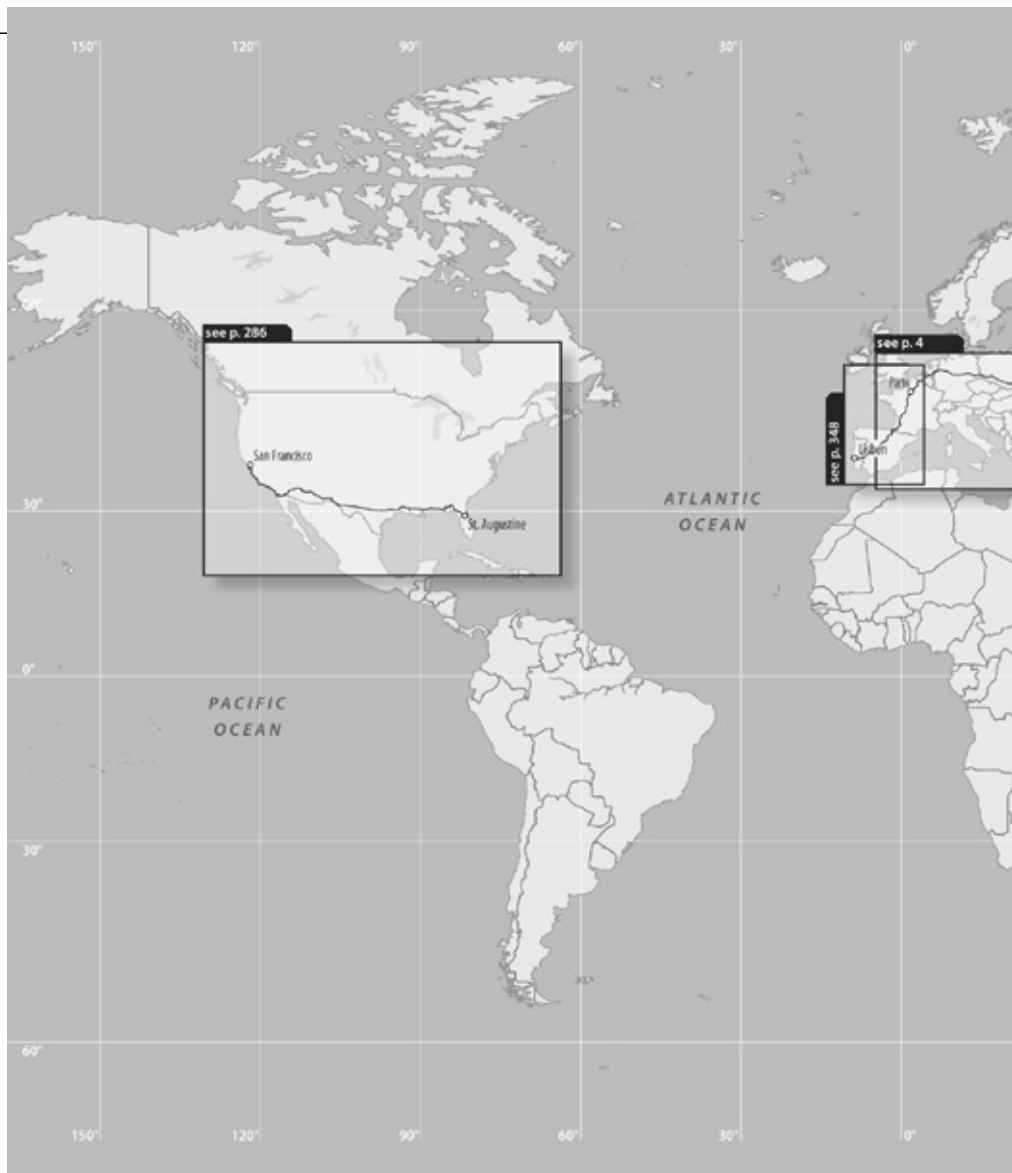 150° 120° 90° 60° 30° 0°
60°
see p. 286
see p. 4
Paris
see p. 348
San Francisco
Lisbon
30°
ATLANTIC
OCEAN
St. Augustine
0°
PACIFIC
OCEAN
30°
60°
150° 120° 90° 60° 30° 0°